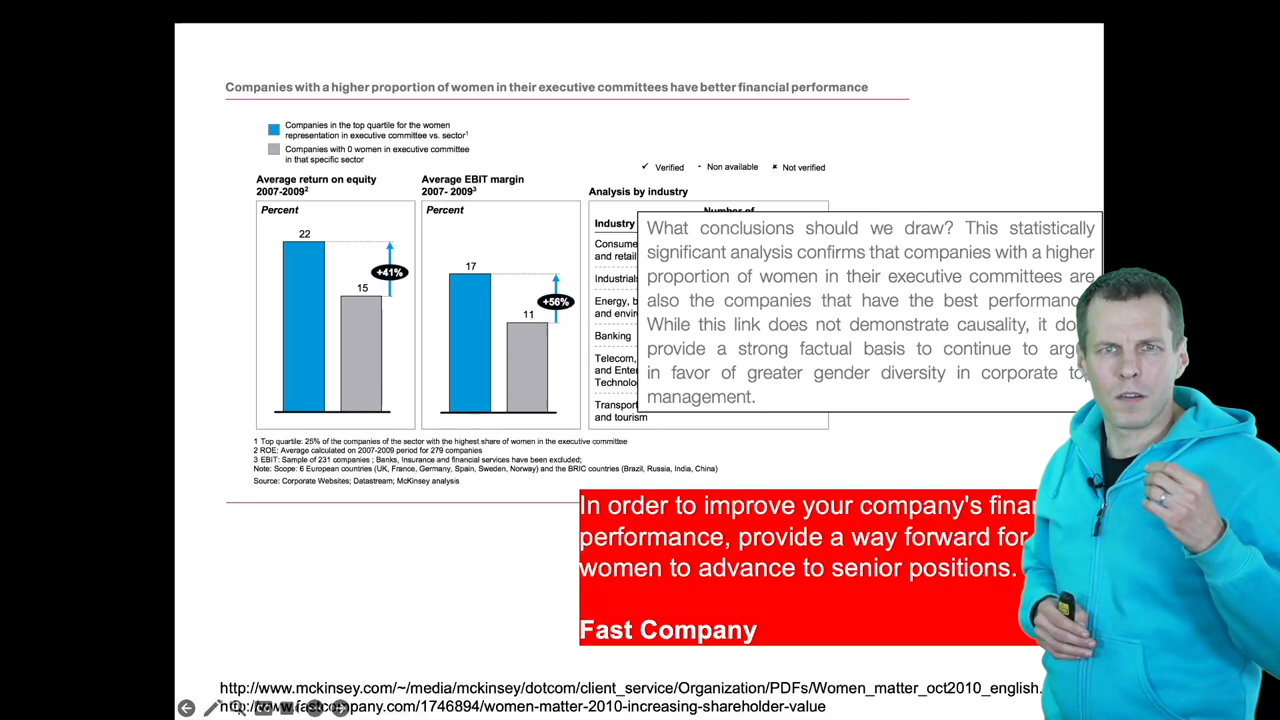 Companies with a higher proportion of women in their executive committees have better financial performance
Companies in the top quartile for the women
representation in executive committee vs. sector¹
Companies with 0 women in executive committee
in that specific sector
✓ Verified - Non available ✖ Not verified
Average return on equity
2007-2009²
Percent
22
15
+41%
Average EBIT margin
2007- 2009³
Percent
17
11
+56%
Analysis by industry
Number of
Industry
Consume
and retail
Industrials
Energy, b
and enviro
Banking
Telecom,
and Enter
Technolo
Transport
and tourism
What conclusions should we draw? This statistically
significant analysis confirms that companies with a higher
proportion of women in their executive committees are
also the companies that have the best performanc
While this link does not demonstrate causality, it do
provide a strong factual basis to continue to arg
in favor of greater gender diversity in corporate to
management.
1 Top quartile: 25% of the companies of the sector with the highest share of women in the executive committee
2 ROE: Average calculated on 2007-2009 period for 279 companies
3 EBIT: Sample of 231 companies ; Banks, Insurance and financial services have been excluded;
Note: Scope: 6 European countries (UK, France, Germany, Spain, Sweden, Norway) and the BRIC countries (Brazil, Russia, India, China)
Source: Corporate Websites; Datastream; McKinsey analysis
In order to improve your company's finan
performance, provide a way forward for
women to advance to senior positions.
Fast Company
http://www.mckinsey.com/~/media/mckinsey/dotcom/client_service/Organization/PDFs/Women_matter_oct2010_english.
http://www.fastcompany.com/1746894/women-matter-2010-increasing-shareholder-value